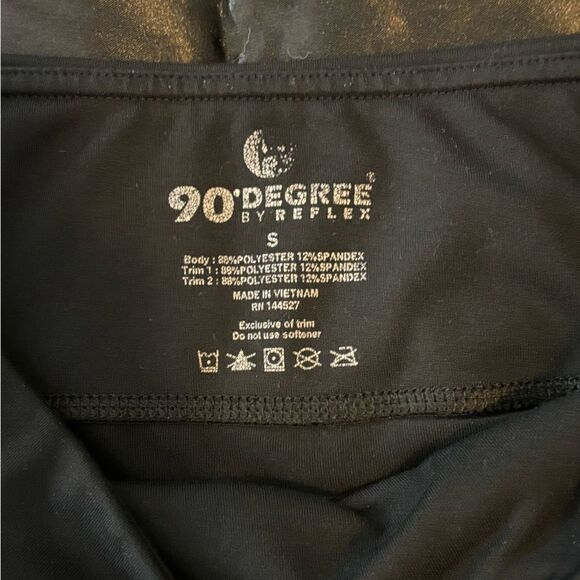 90°DEGREE®
BY REFLEX
S
Body : 88%POLYESTER 12%SPANDEX
Trim 1 : 88%POLYESTER 12%SPANDEX
Trim 2 : 88%POLYESTER 12%SPANDEX
MADE IN VIETNAM
RN 144527
Exclusive of trim
Do not use softener